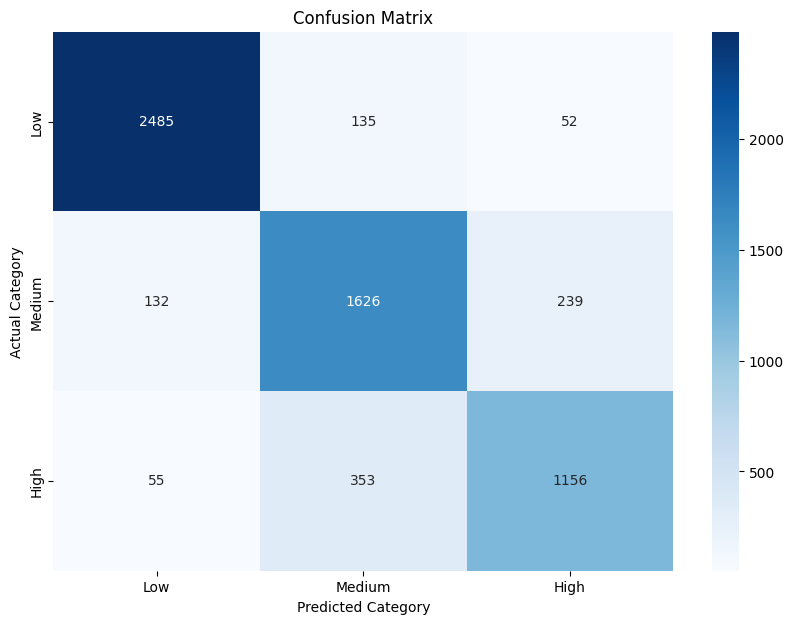 Confusion Matrix
Actual Category
Low
2485 135 52
Medium
132 1626 239
High
55 353 1156
Low Medium High
Predicted Category
2000
1500
1000
500